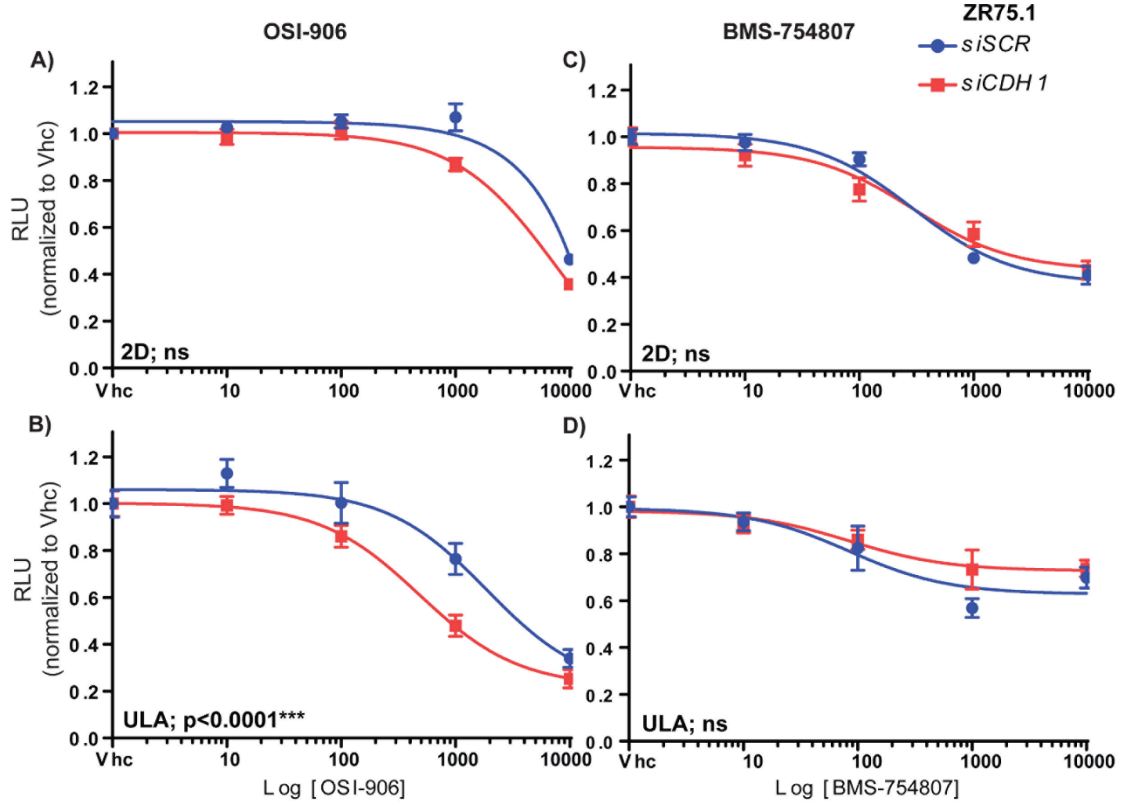 OSI-906
BMS-754807
ZR75.1
siSCR
siCDH1
A)
1.2
1.0
0.8
0.6
0.4
0.2
0.0
RLU
(normalized to Vhc)
2D; ns
Vhc 10 100 1000 10000
C)
1.2
1.0
0.8
0.6
0.4
0.2
0.0
2D; ns
Vhc 10 100 1000 10000
B)
1.2
1.0
0.8
0.6
0.4
0.2
0.0
RLU
(normalized to Vhc)
ULA; p<0.0001***
Vhc 10 100 1000 10000
Log [OSI-906]
D)
1.2
1.0
0.8
0.6
0.4
0.2
0.0
ULA; ns
Vhc 10 100 1000 10000
Log [BMS-754807]